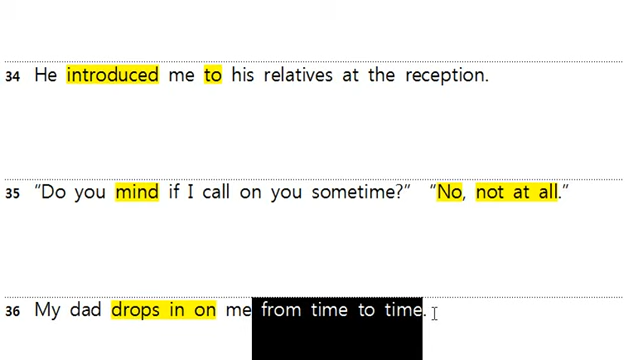 34 He introduced me to his relatives at the reception.
35 “Do you mind if I call on you sometime?” “No, not at all.”
36 My dad drops in on me from time to time.